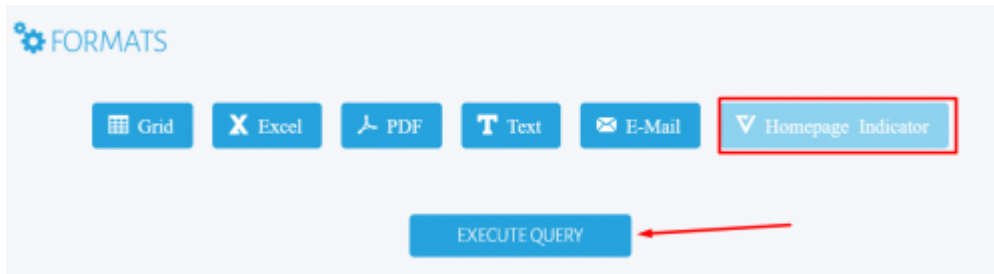 FORMATS
Grid Excel PDF Text E-Mail Homepage Indicator
EXECUTE QUERY